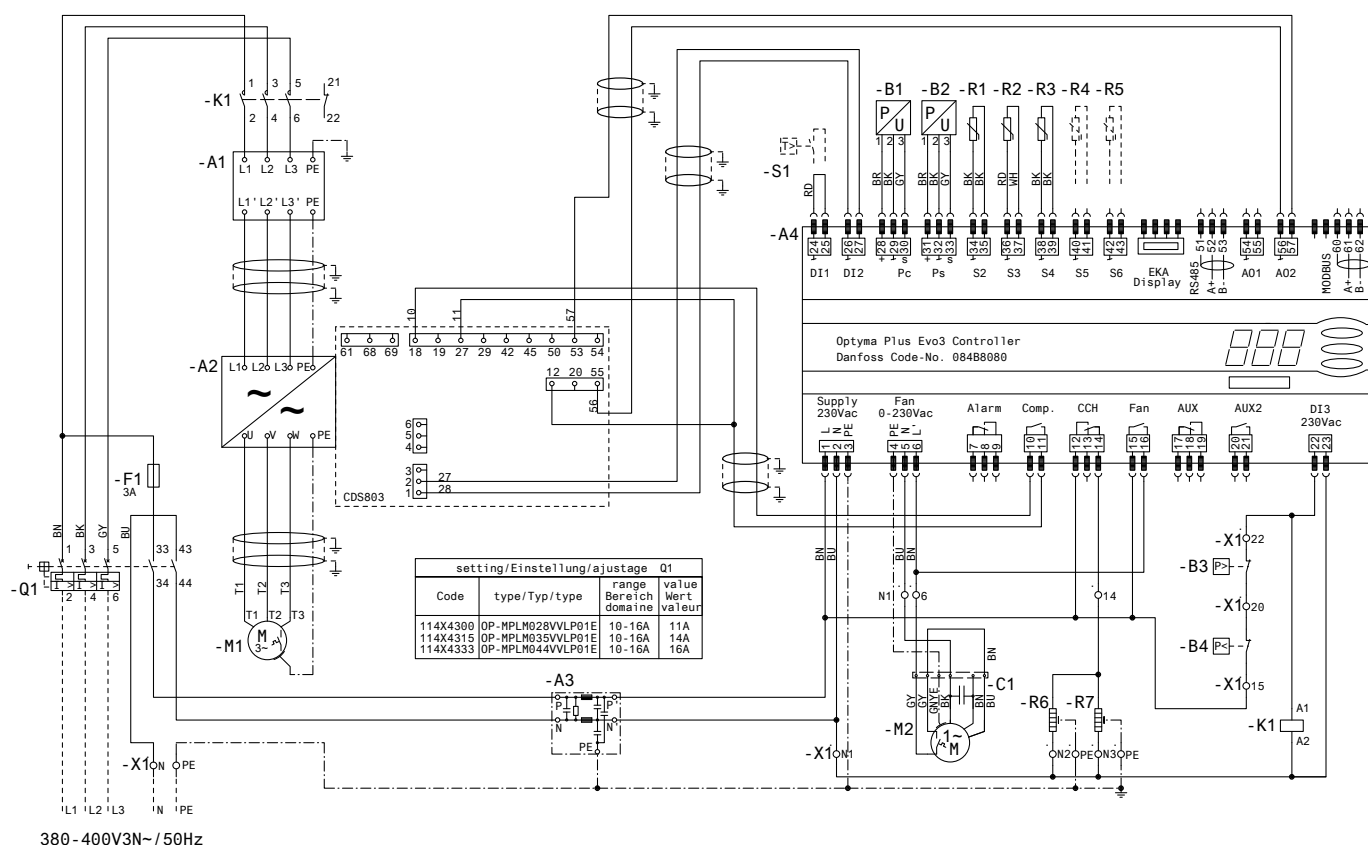 1 3 5 21
-K1
2 4 6 22
-A1
L1 L2 L3 PE
L1' L2' L3' PE
-A2
L1 L2 L3 PE
~
~
U V W PE
-F1
3A
BN BK GY BU
1 3 5 33 43
-Q1
I > I > I >
2 4 6 34 44
T1 T2 T3
T1 T2 T3
-M1
M
3~
-X1 N PE
L1 L2 L3 N PE
380-400V3N~/50Hz
10 11 57
61 68 69 18 19 27 29 42 45 50 53 54
12 20 55
56
6
5
4
3
2
1
27
28
CDS803
setting/Einstellung/ajustage Q1
Code type/Typ/type range Bereich domaine value Wert valeur
114X4300 OP-MPLM028VVLP01E 10-16A 11A
114X4315 OP-MPLM035VVLP01E 10-16A 14A
114X4333 OP-MPLM044VVLP01E 10-16A 16A
-A3
P P'
N N'
PE
-B1 -B2 -R1 -R2 -R3 -R4 -R5
P U P U
1 2 3 1 2 3
T>
-S1
RD BR BK GY BR BK GY BK BK RD WH BK BK
-A4
24 25 26 27 28 29 30 31 32 33 34 35 36 37 38 39 40 41 42 43 51 52 53 54 55 56 57 60 61 62
+ - s + - s
DI1 DI2 Pc Ps S2 S3 S4 S5 S6 EKA Display RS485 A+ B- AO1 AO2 MODBUS A+ B-
Optyma Plus Evo3 Controller
Danfoss Code-No. 084B8080
Supply 230Vac Fan 0-230Vac Alarm Comp. CCH Fan AUX AUX2 DI3 230Vac
L N PE PE N L'
1 2 3 4 5 6 7 8 9 10 11 12 13 14 15 16 17 18 19 20 21 22 23
BN BU BN BU
N1 6 14
BN
-C1
GY GY GNYE BK BN BU
-M2
1~
M
-X1 N1
-R6 -R7
N2 PE N3 PE
-X1 22
-B3 P>
-X1 20
-B4 P<
-X1 15
-K1 A1
A2